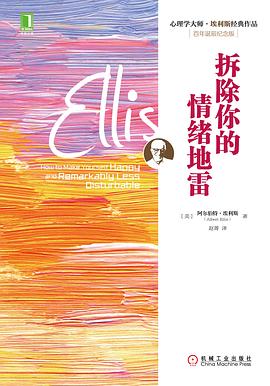 心理学大师·埃利斯经典作品
百年诞辰纪念版
拆除你的
情绪地雷
Ellis
How to Make Yourself Happy
and Remarkably Less
Disturbable
[美] 阿尔伯特·埃利斯 著
(Albert Ellis)
赵菁 译
机械工业出版社
China Machine Press